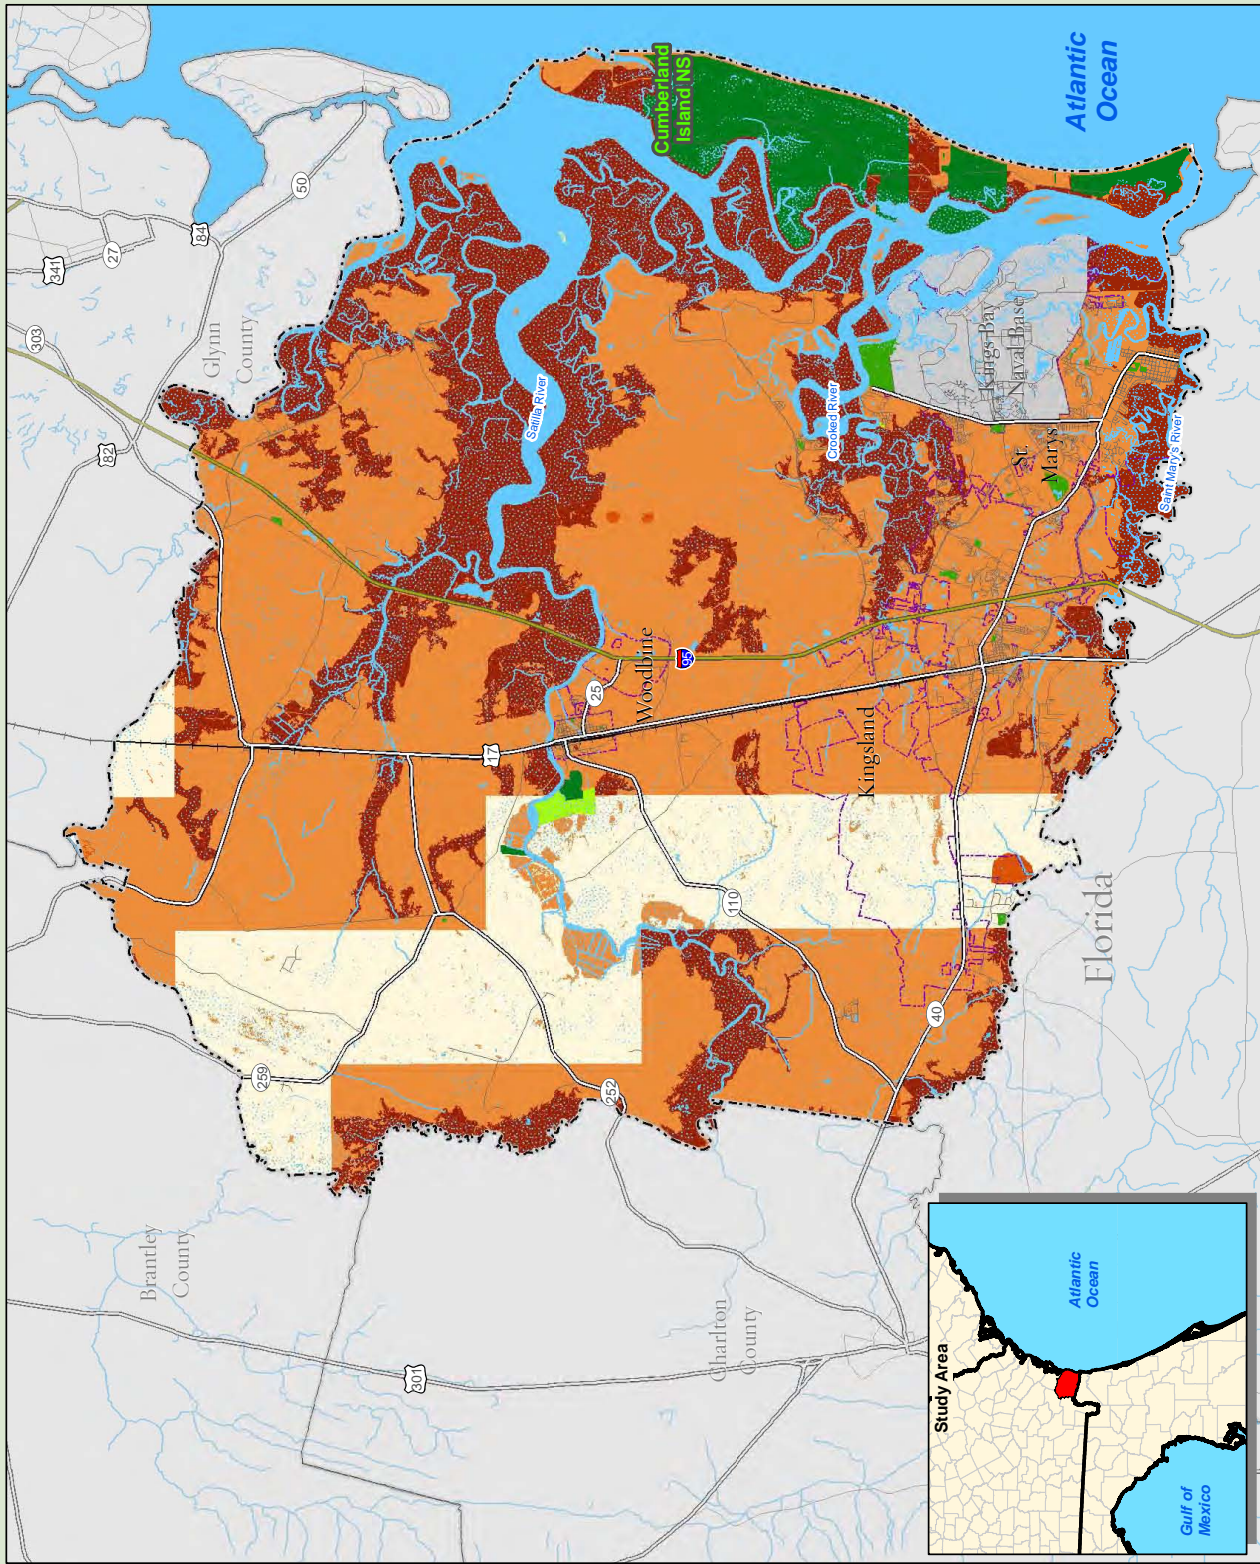 Atlantic
Ocean
Cumberland
Island NS
341
27
84
50
303
Glynn
County
82
Satilla River
Crooked River
Kings Bay
Naval Base
St.
Marys
Saint Mary's River
95
Woodbine
25
17
Kingsland
110
40
Florida
259
252
Brantley
County
301
Charlton
County
Study Area
Atlantic
Ocean
Gulf of
Mexico